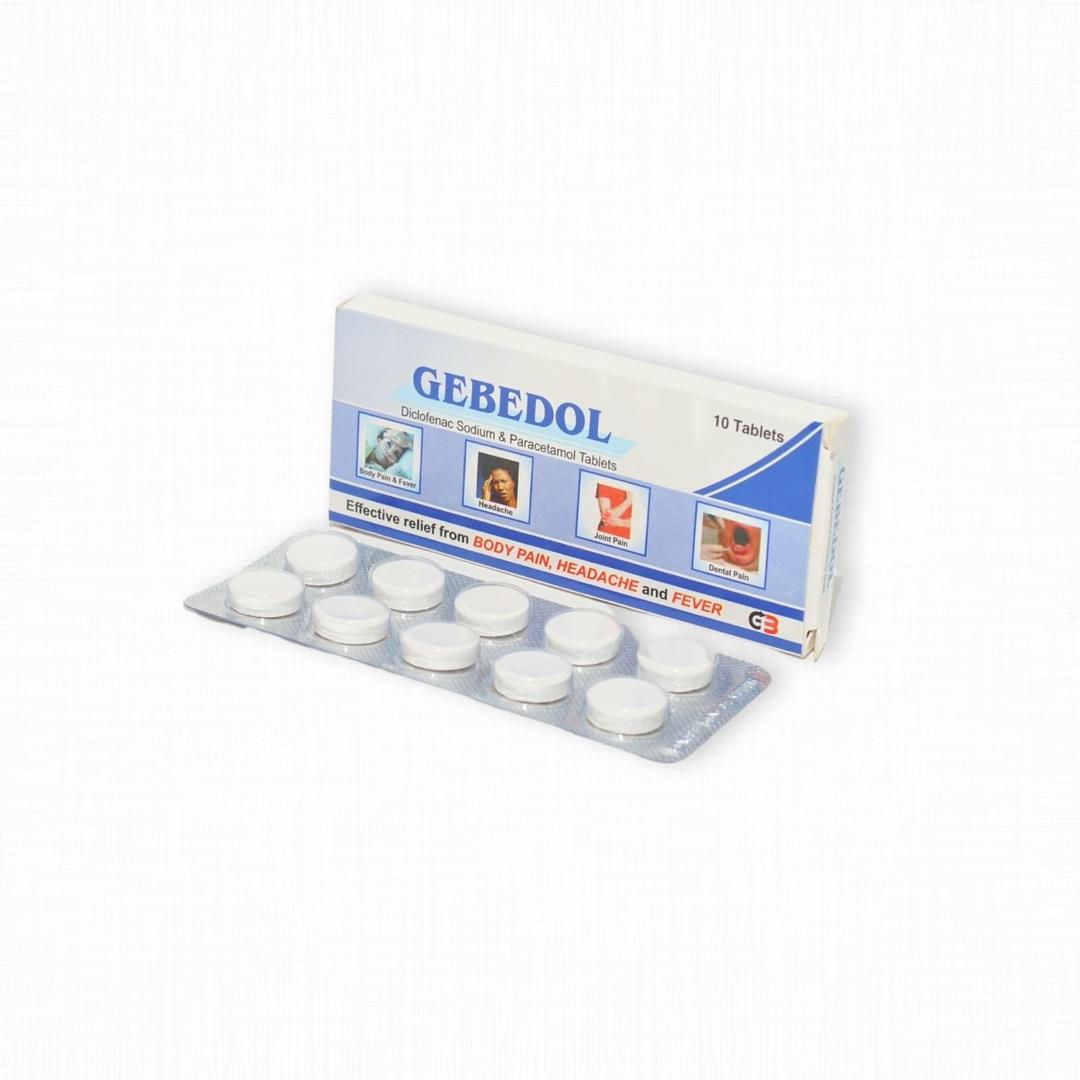 GEBEDOL
10 Tablets
Diclofenac Sodium & Paracetamol Tablets
Body Pain & Fever
Headache
Joint Pain
Dental Pain
Effective relief from BODY PAIN, HEADACHE and FEVER
GB
GEBEDOL